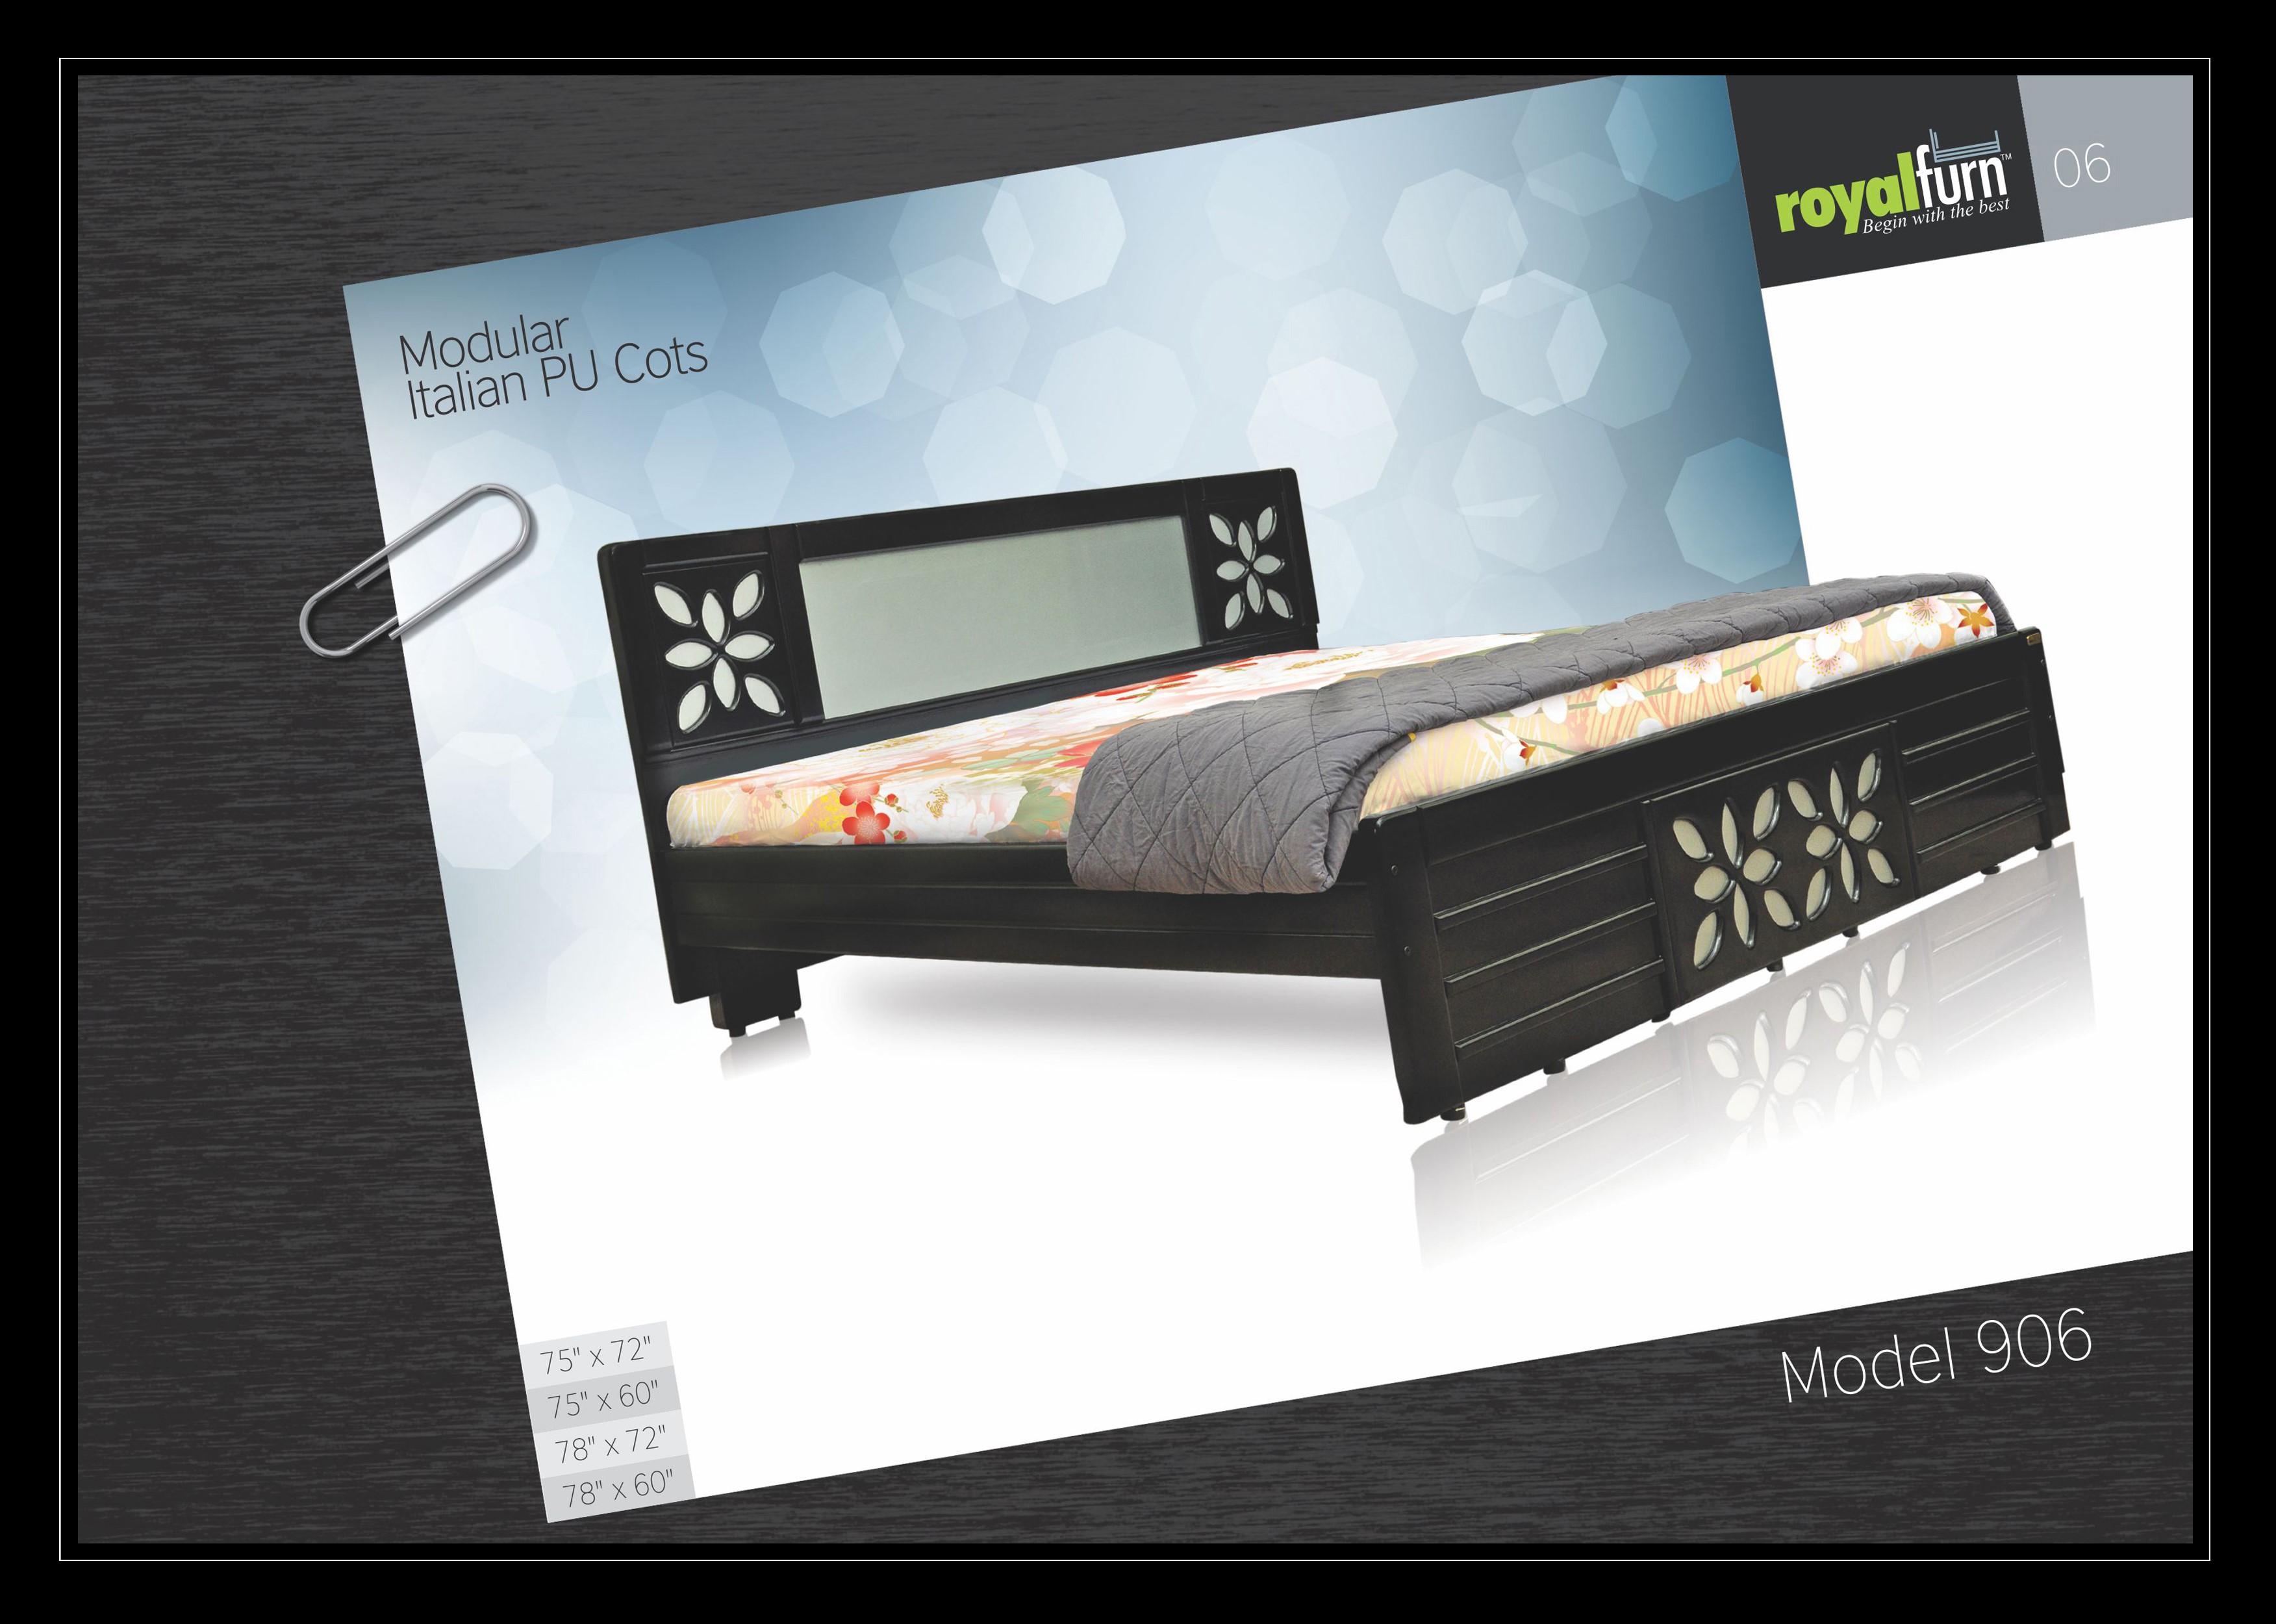 royalfurn™
Begin with the best
06
Modular
Italian PU Cots
75" x 72"
75" x 60"
78" x 72"
78" x 60"
Model 906